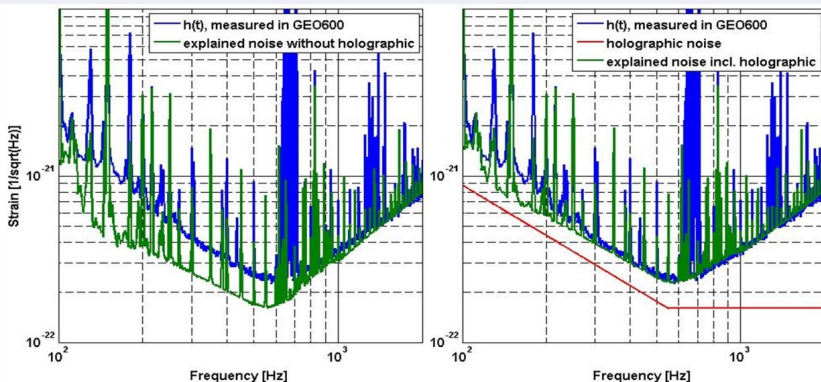 h(t), measured in GEO600
explained noise without holographic
Strain [1/sqrt(Hz)]
10^-21
10^-22
10^2
10^3
Frequency [Hz]
h(t), measured in GEO600
holographic noise
explained noise incl. holographic
10^-21
10^-22
10^2
10^3
Frequency [Hz]